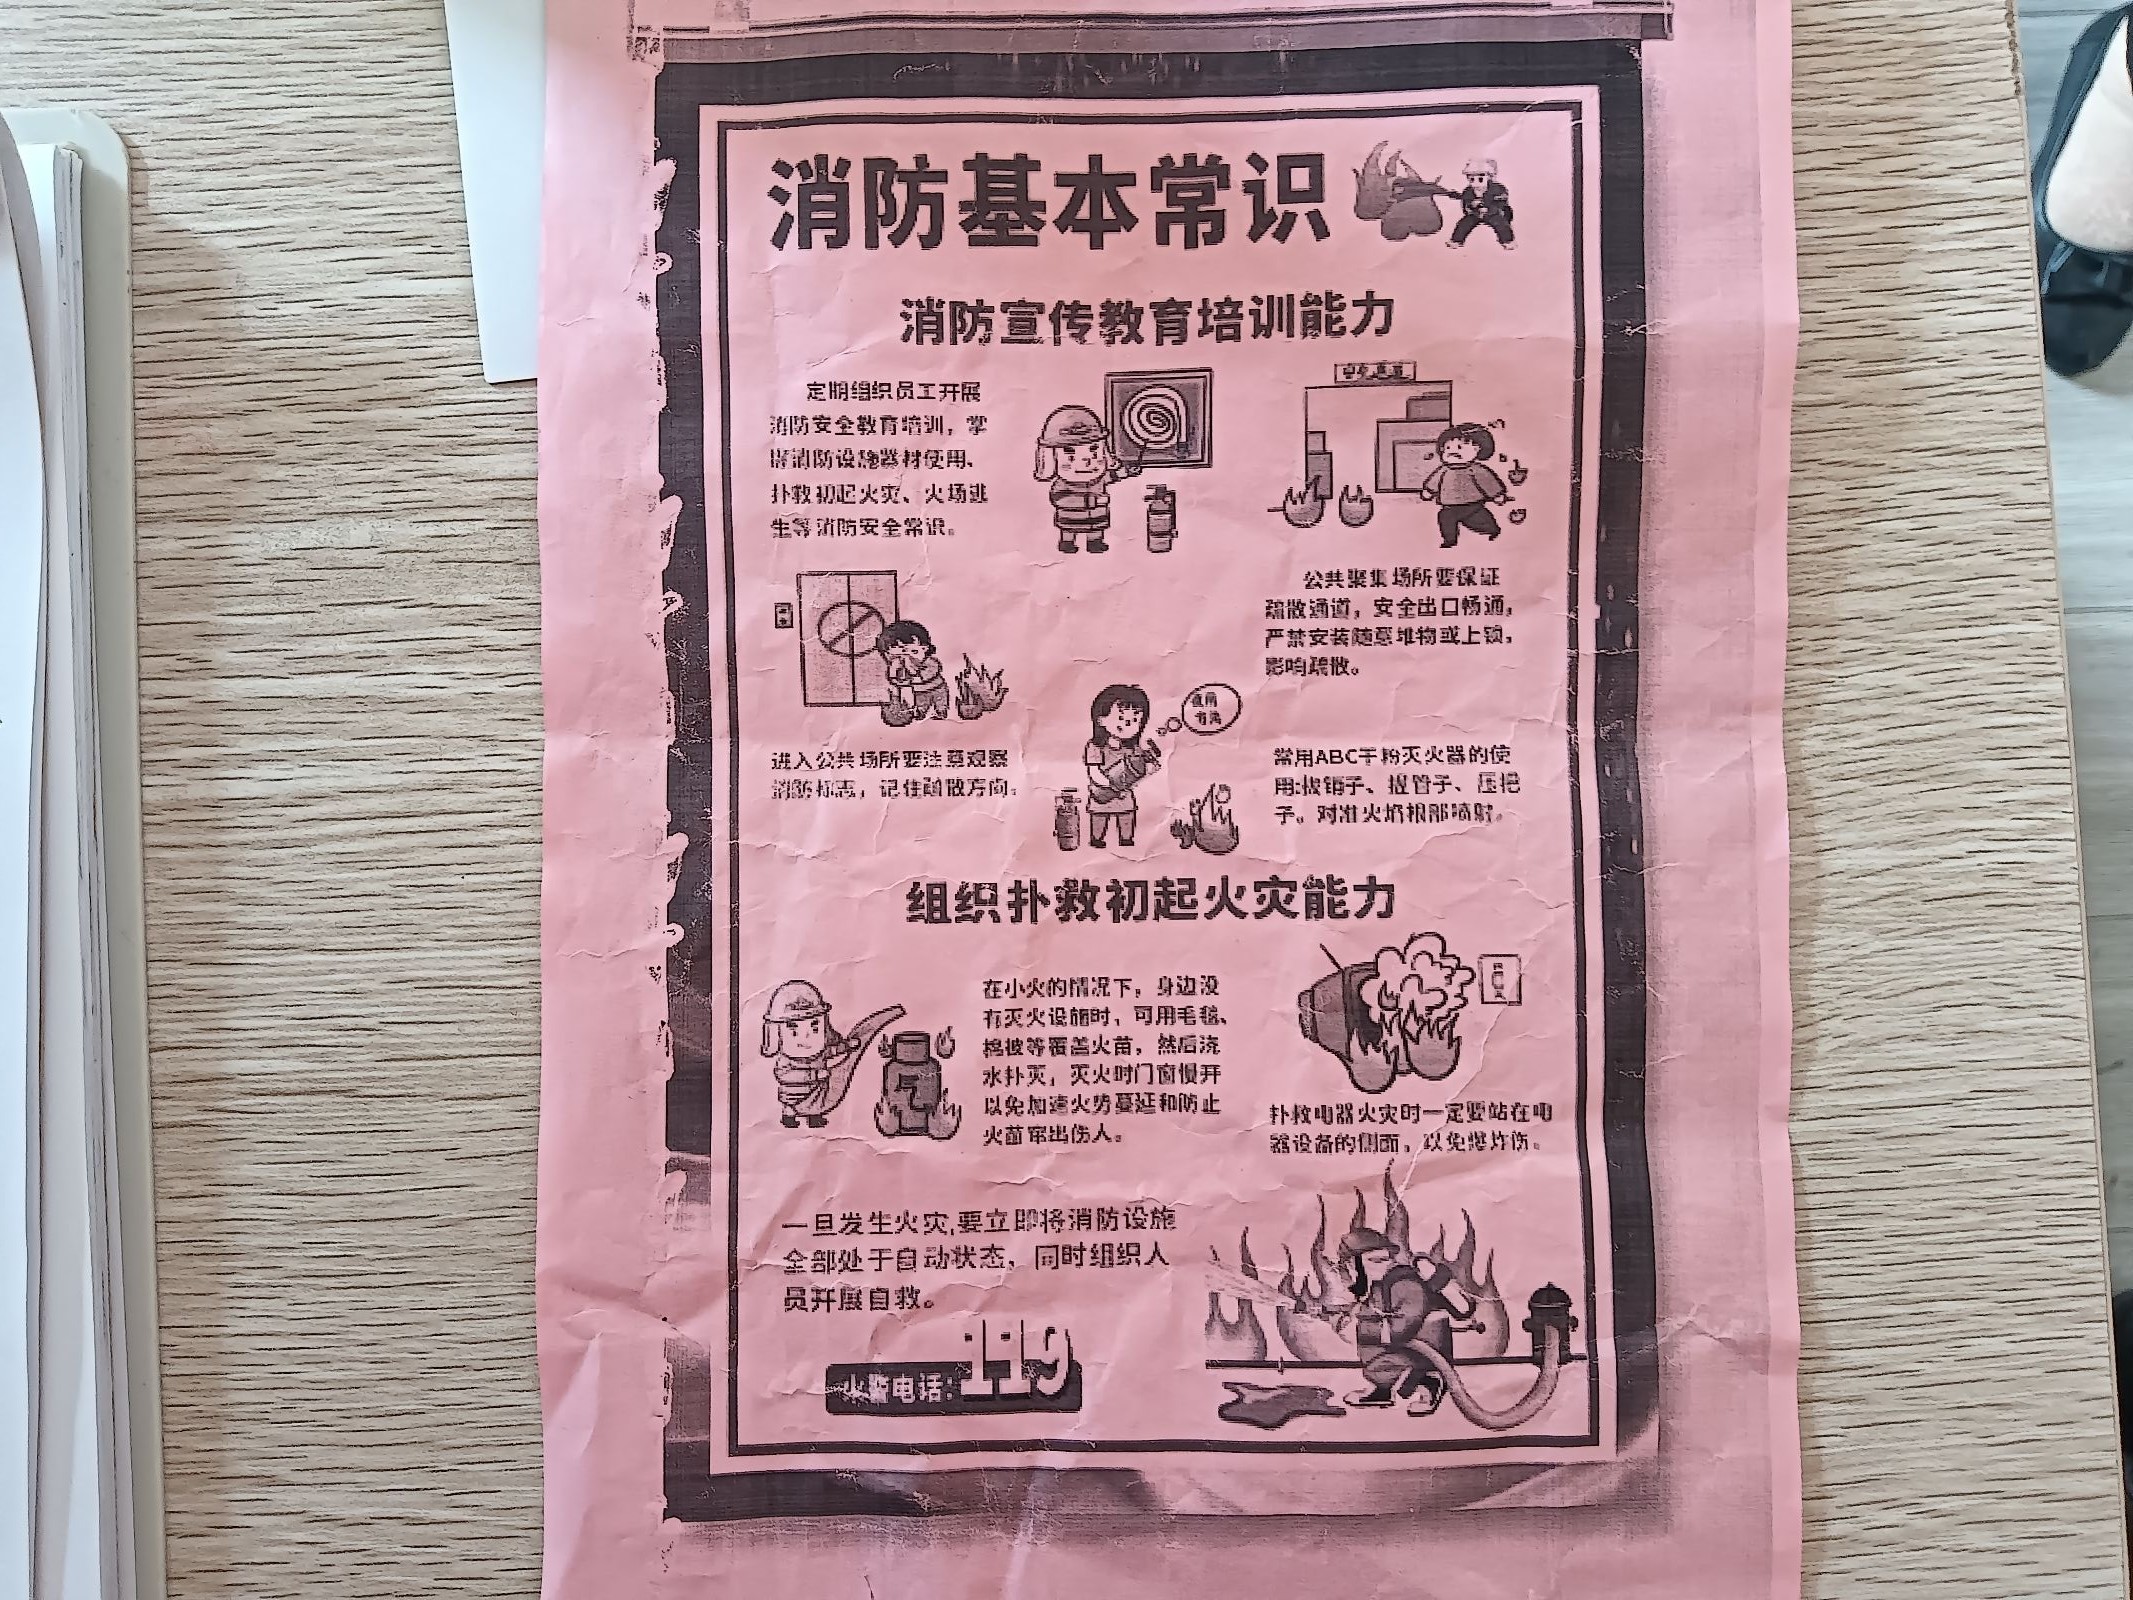 消防基本常识
消防宣传教育培训能力
定期组织员工开展
消防安全教育培训，掌
握消防设施器材使用、
扑救初起火灾、火场逃
生等消防安全常识。
公共聚集场所要保证
疏散通道，安全出口畅通，
严禁安装随意堆物或上锁，
影响疏散。
进入公共场所要注意观察
消防标志，记住疏散方向。
常用ABC干粉灭火器的使
用:拔销子、提管子、压把
子。对准火焰根部喷射。
组织扑救初起火灾能力
在小火的情况下，身边没
有灭火设施时，可用毛毯、
棉被等覆盖火苗，然后浇
水扑灭，灭火时门窗慢开
以免加速火势蔓延和防止
火苗窜出伤人。
扑救电器火灾时一定要站在电
器设备的侧面，以免爆炸伤。
一旦发生火灾,要立即将消防设施
全部处于自动状态，同时组织人
员开展自救。
火警电话:119